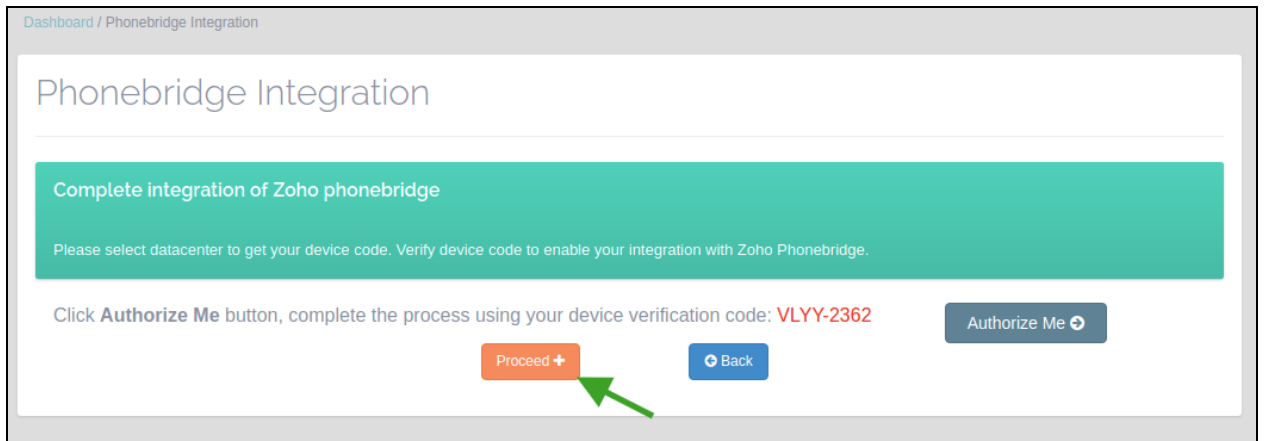 Dashboard / Phonebridge Integration
Phonebridge Integration
Complete integration of Zoho phonebridge
Please select datacenter to get your device code. Verify device code to enable your integration with Zoho Phonebridge.
Click Authorize Me button, complete the process using your device verification code: VLYY-2362
Authorize Me
Proceed
Back